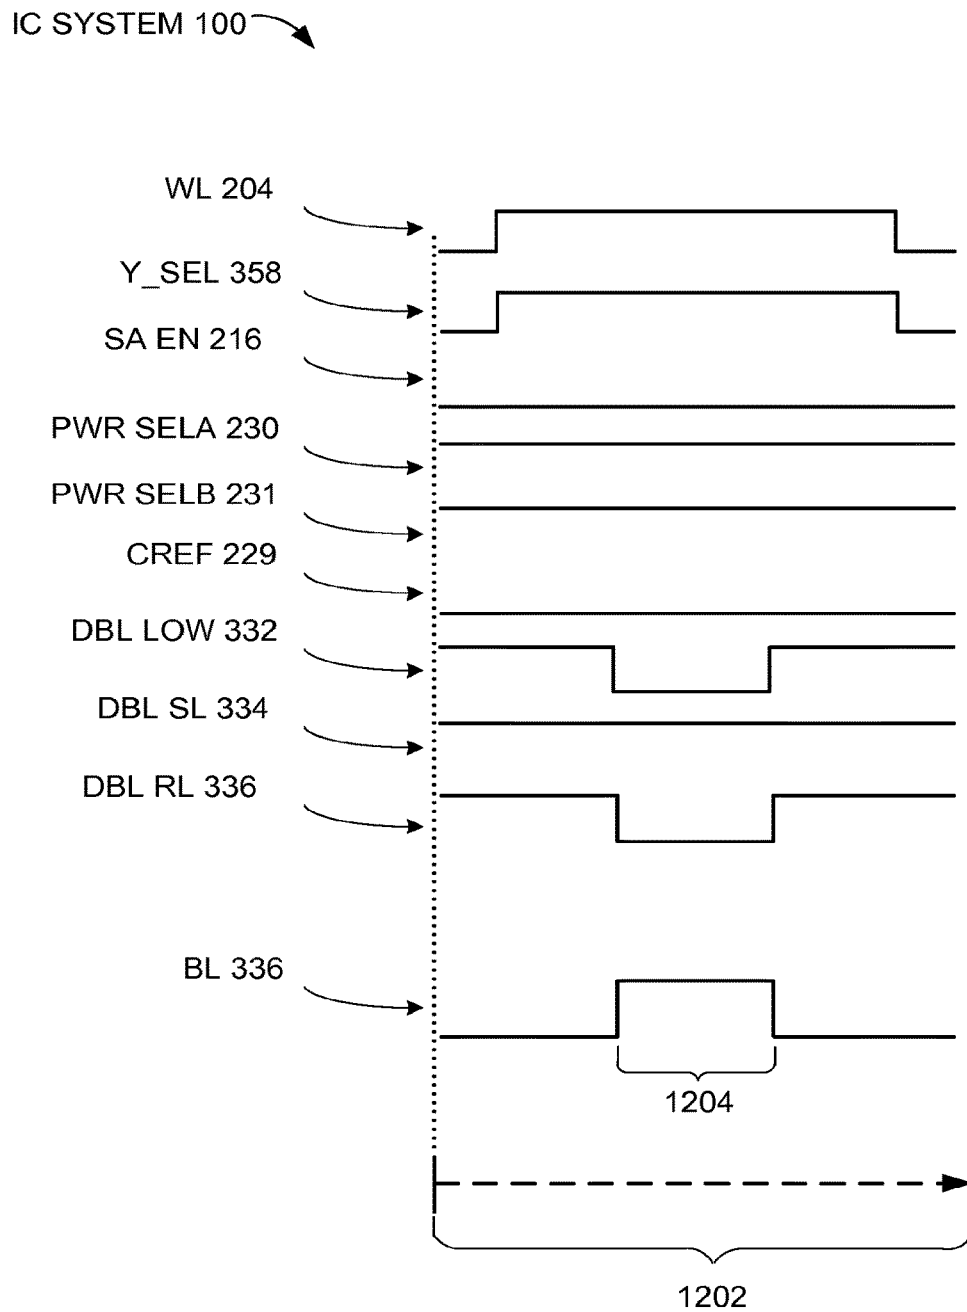 IC SYSTEM 100
WL 204
Y_SEL 358
SA EN 216
PWR SELA 230
PWR SELB 231
CREF 229
DBL LOW 332
DBL SL 334
DBL RL 336
BL 336
1204
1202